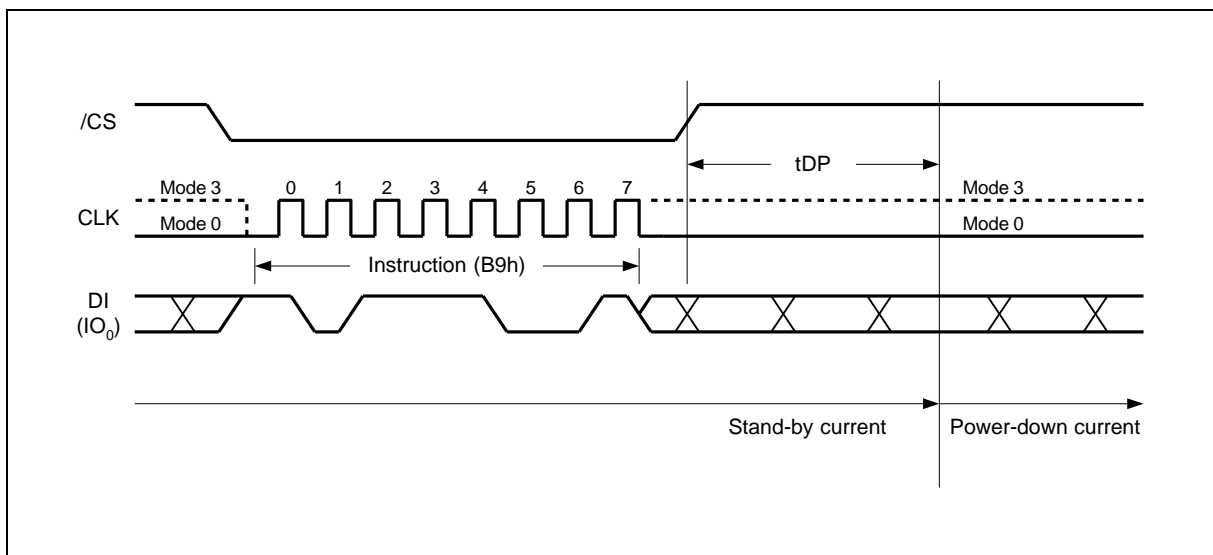 /CS
tDP
Mode 3 0 1 2 3 4 5 6 7 Mode 3
CLK
Mode 0 Mode 0
Instruction (B9h)
DI
(IO0)
Stand-by current Power-down current